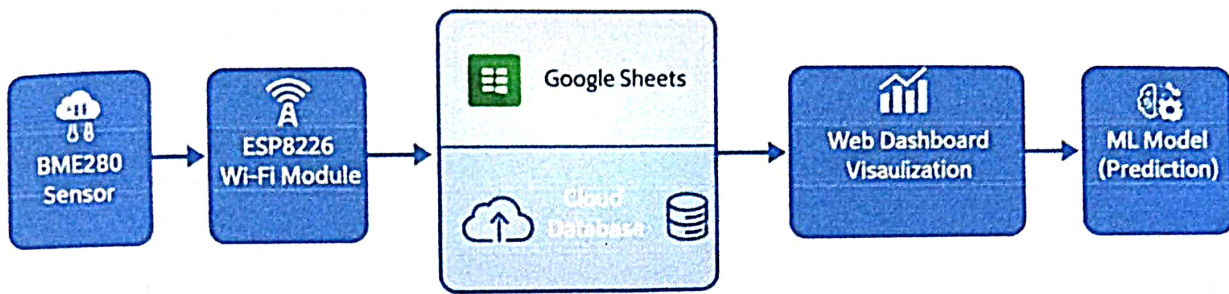 BME280
Sensor
ESP8226
Wi-Fi Module
Google Sheets
Cloud
Database
Web Dashboard
Visaulization
ML Model
(Prediction)